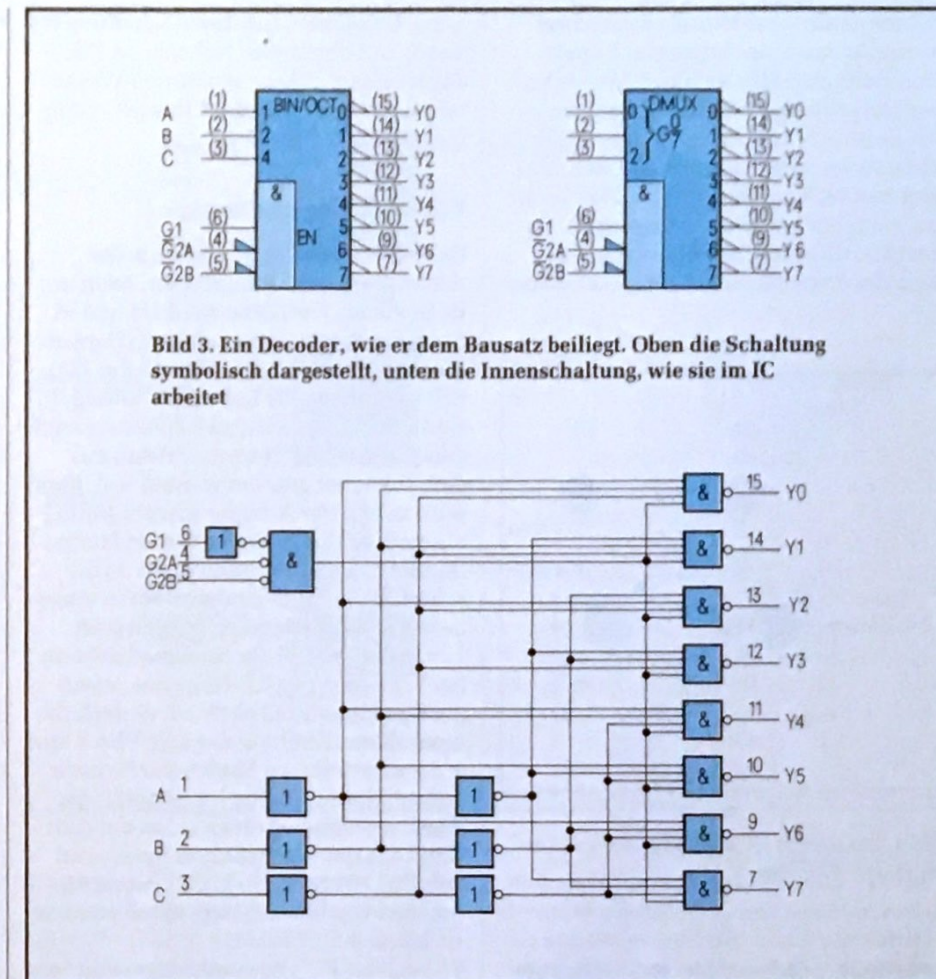 BIN/OCT
A (1) 1 0 (15) Y0
B (2) 2 1 (14) Y1
C (3) 4 2 (13) Y2
3 (12) Y3
& 4 (11) Y4
G1 (6) EN 5 (10) Y5
G2A (4) 6 (9) Y6
G2B (5) 7 (7) Y7
DMUX
(1) 0 G 0/7 0 (15) Y0
(2) 1 (14) Y1
(3) 2 2 (13) Y2
3 (12) Y3
& 4 (11) Y4
G1 (6) 5 (10) Y5
G2A (4) 6 (9) Y6
G2B (5) 7 (7) Y7
Bild 3. Ein Decoder, wie er dem Bausatz beiliegt. Oben die Schaltung
symbolisch dargestellt, unten die Innenschaltung, wie sie im IC
arbeitet
& 15 Y0
G1 6 1 & & 14 Y1
G2A 4
G2B 5
& 13 Y2
& 12 Y3
& 11 Y4
& 10 Y5
A 1 1 1
& 9 Y6
B 2 1 1
C 3 1 1 & 7 Y7